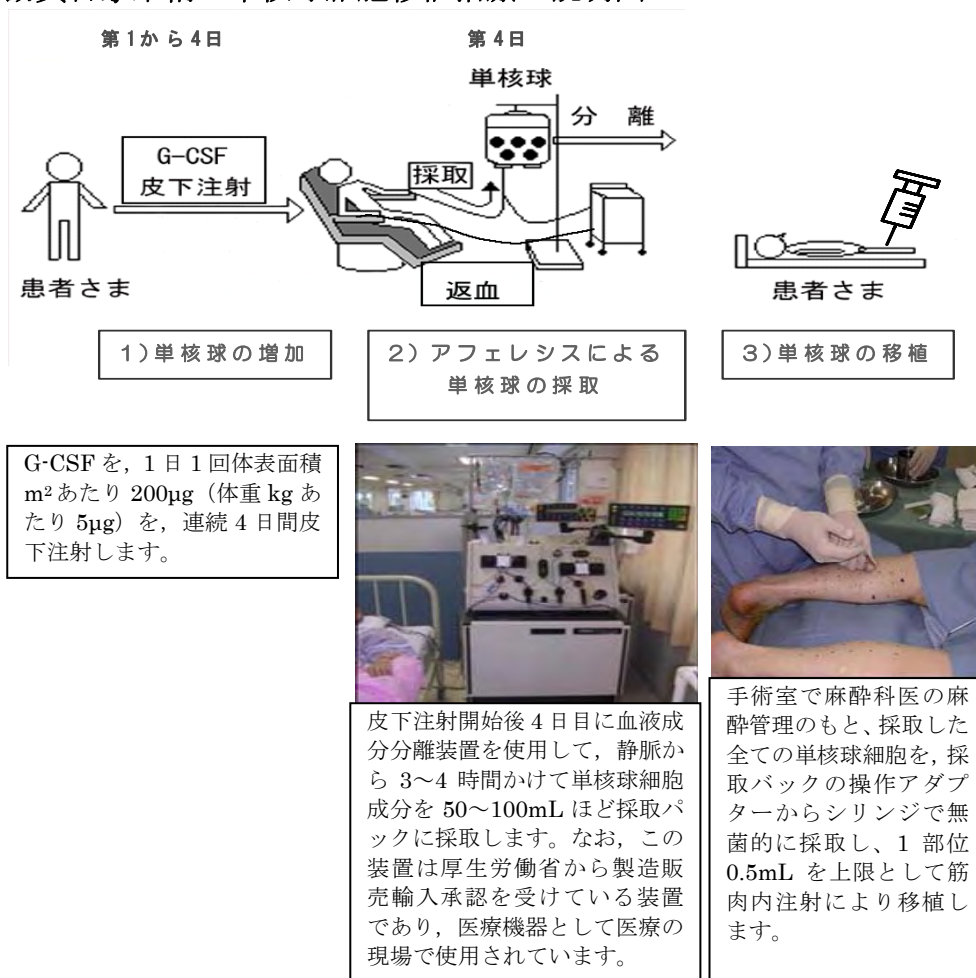 第1から4日
第4日
単核球
分離
G-CSF
皮下注射
採取
返血
患者さま
患者さま
1)単核球の増加
2) アフェレシスによる
単核球の採取
3)単核球の移植
G-CSF を，1 日 1 回体表面積
m²あたり 200μg（体重 kg あ
たり 5μg）を，連続 4 日間皮
下注射します。
皮下注射開始後 4 日目に血液成
分分離装置を使用して，静脈か
ら 3～4 時間かけて単核球細胞
成分を 50～100mL ほど採取パ
ックに採取します。なお，この
装置は厚生労働省から製造販
売輸入承認を受けている装置
であり，医療機器として医療の
現場で使用されています。
手術室で麻酔科医の麻
酔管理のもと、採取した
全ての単核球細胞を，採
取バックの操作アダプ
ターからシリンジで無
菌的に採取し、1 部位
0.5mL を上限として筋
肉内注射により移植し
ます。